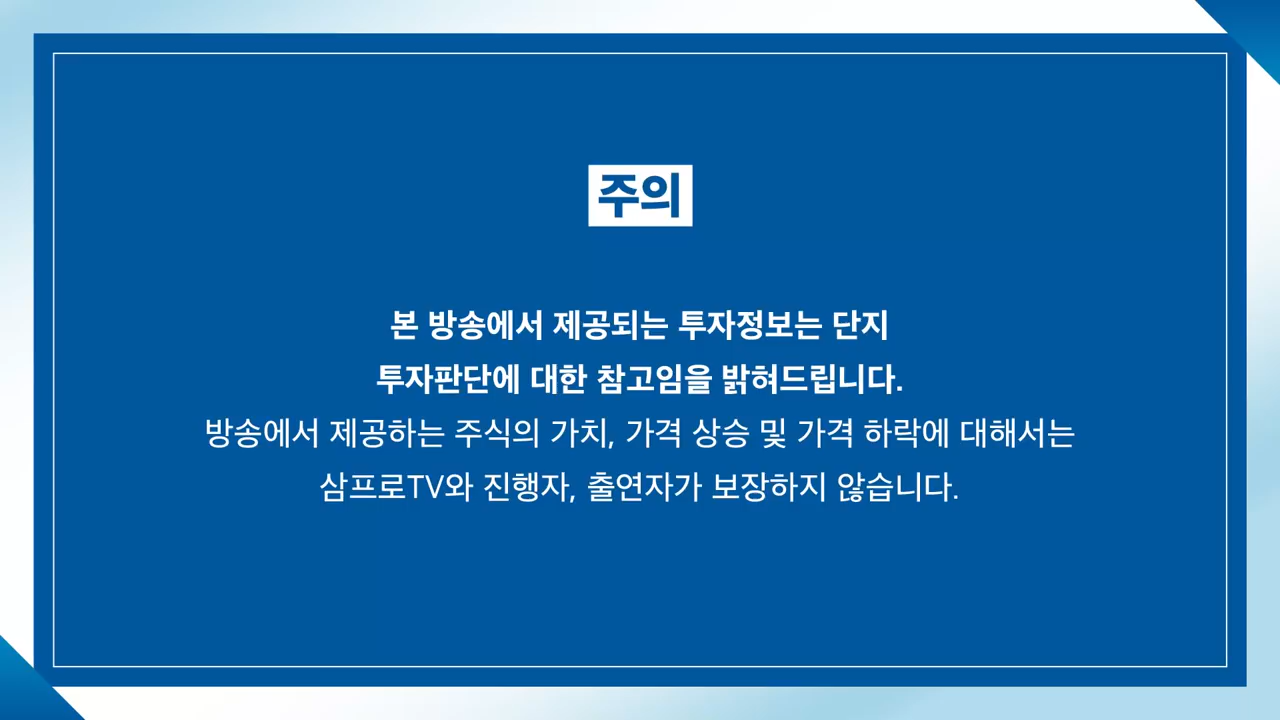 주의
본 방송에서 제공되는 투자정보는 단지
투자판단에 대한 참고임을 밝혀드립니다.
방송에서 제공하는 주식의 가치, 가격 상승 및 가격 하락에 대해서는
삼프로TV와 진행자, 출연자가 보장하지 않습니다.